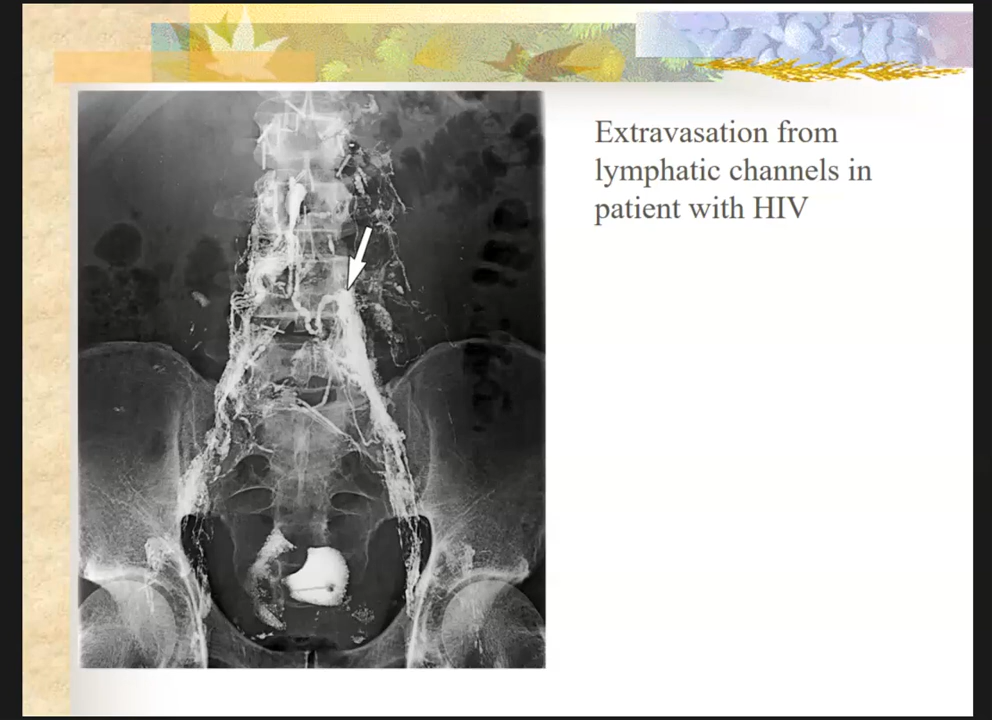 Extravasation from
lymphatic channels in
patient with HIV